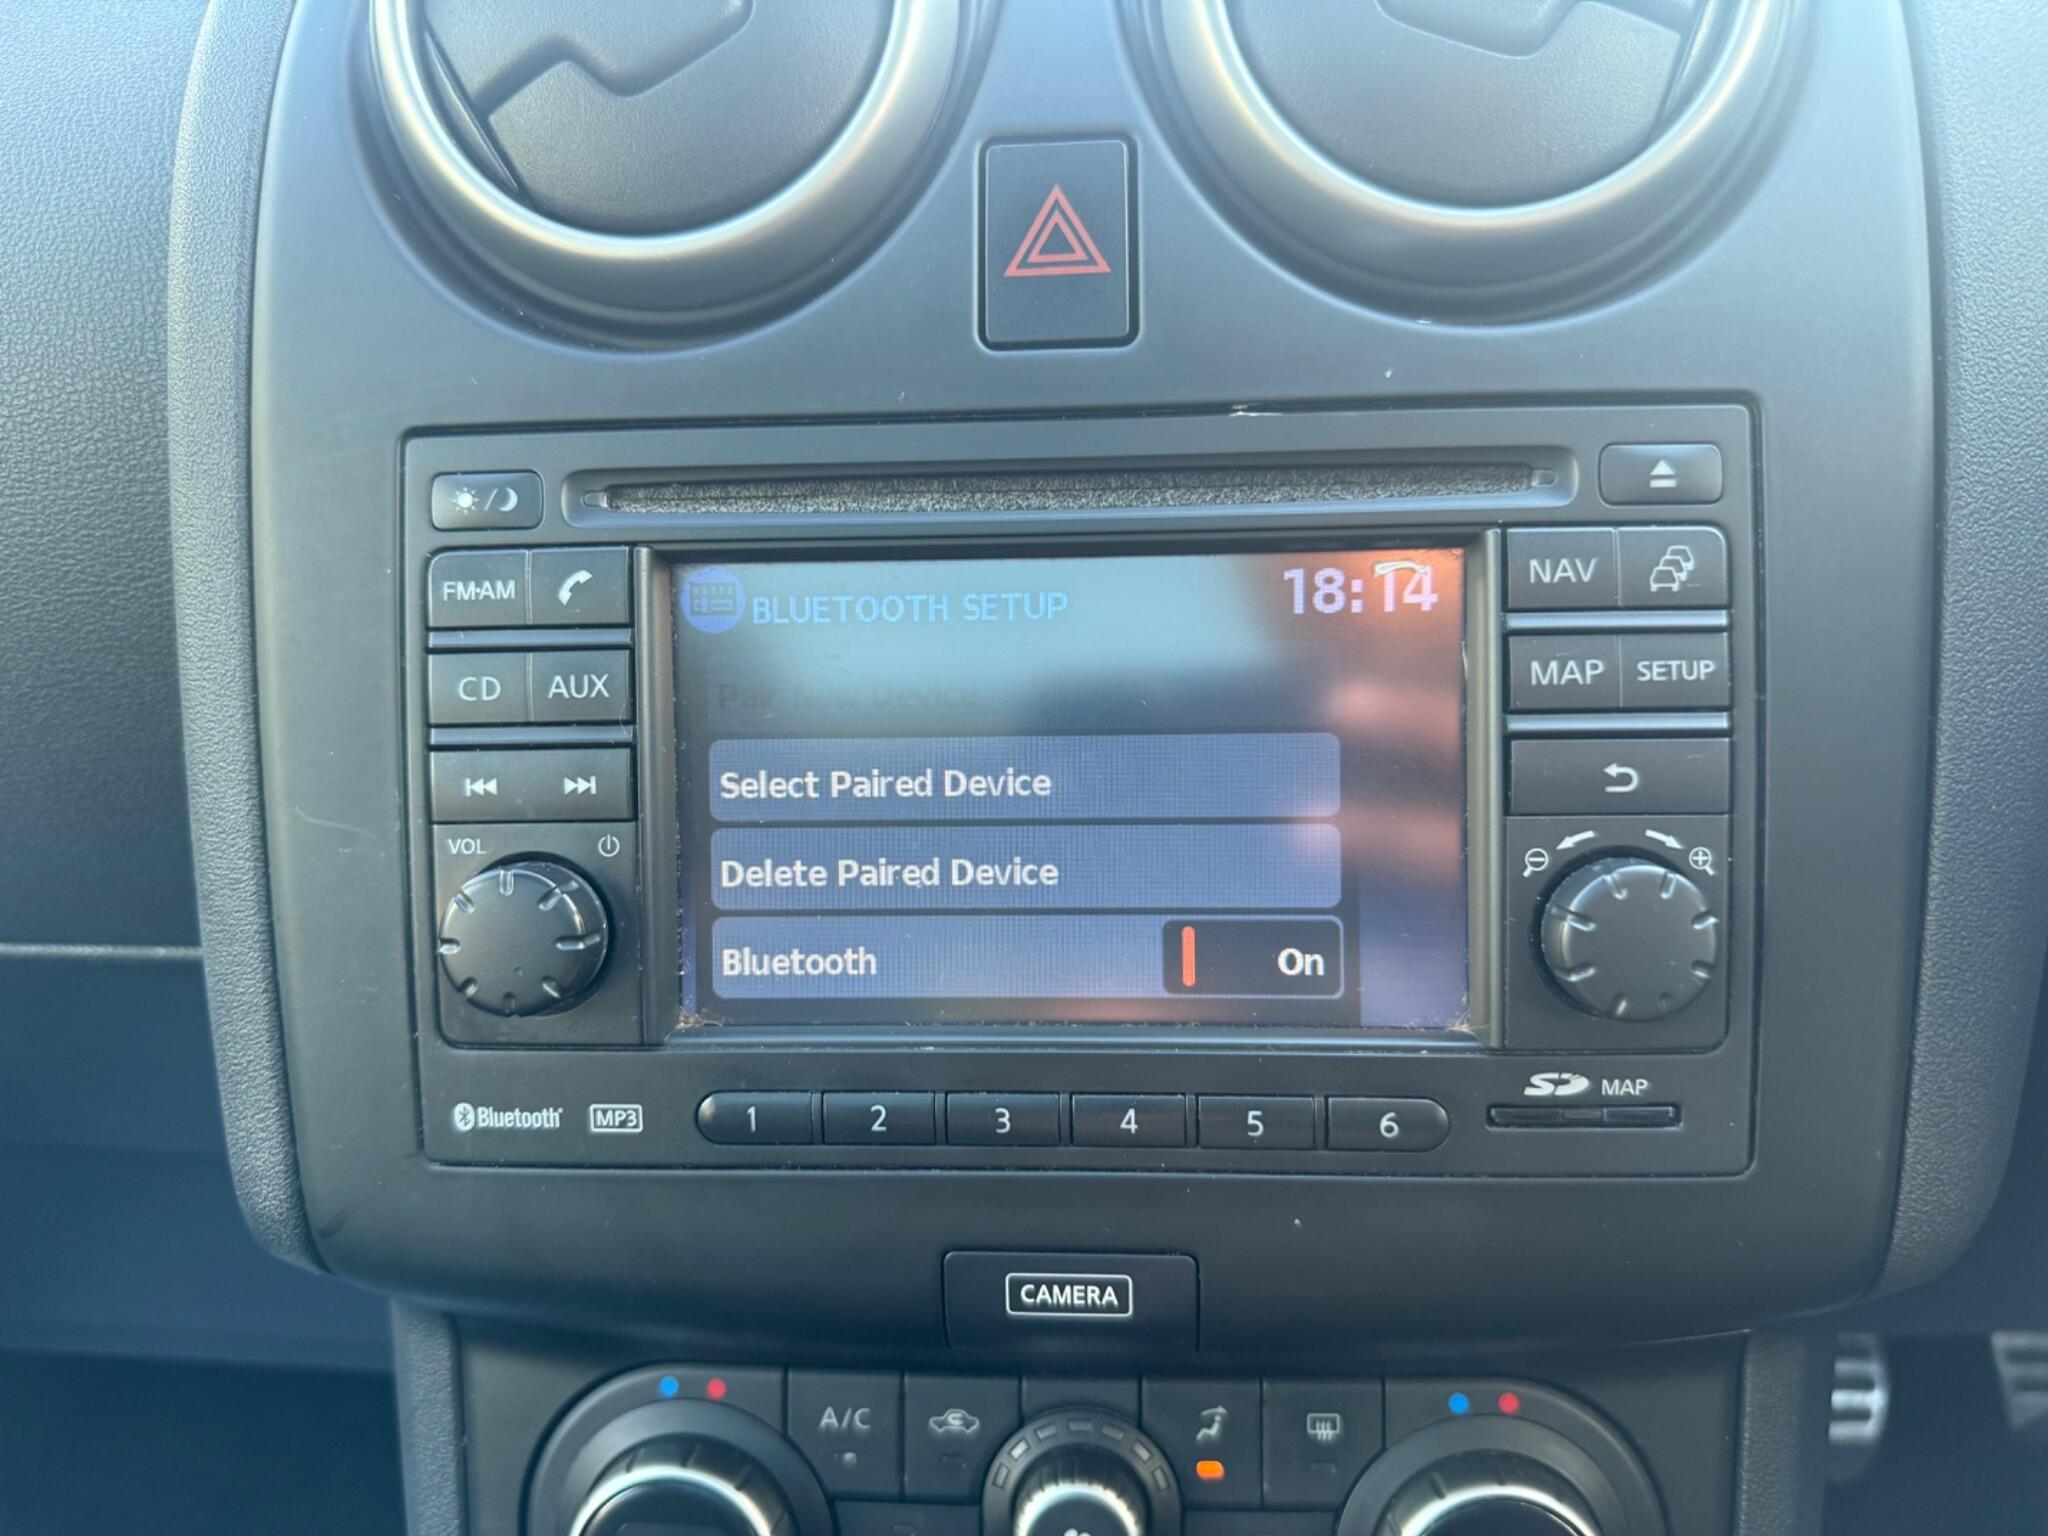 FM·AM
CD
AUX
VOL
BLUETOOTH SETUP
18:14
Pair New Device
Select Paired Device
Delete Paired Device
Bluetooth
On
NAV
MAP
SETUP
Bluetooth
MP3
1
2
3
4
5
6
SD MAP
CAMERA
A/C